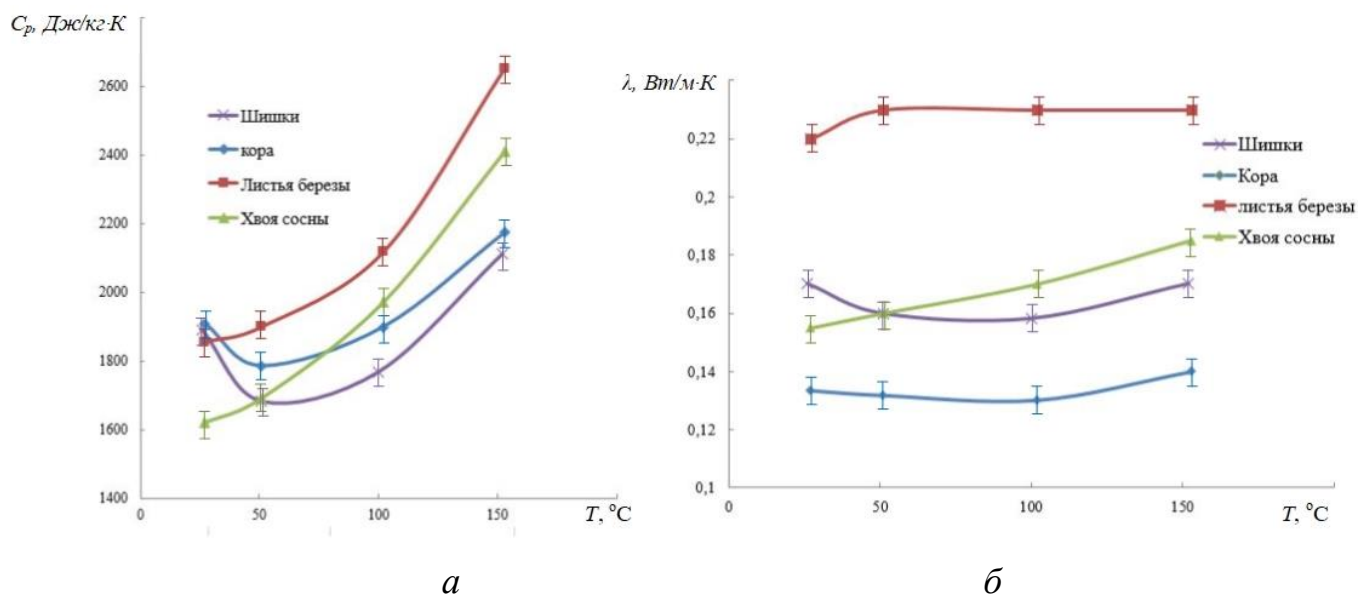 Cp, Дж/кг·К
2600
2400
2200
2000
1800
1600
1400
0
50
100
150
T, °С
Шишки
кора
Листья березы
Хвоя сосны
а
λ, Вт/м·К
0,22
0,2
0,18
0,16
0,14
0,12
0,1
0
50
100
150
T, °С
Шишки
Кора
листья березы
Хвоя сосны
б